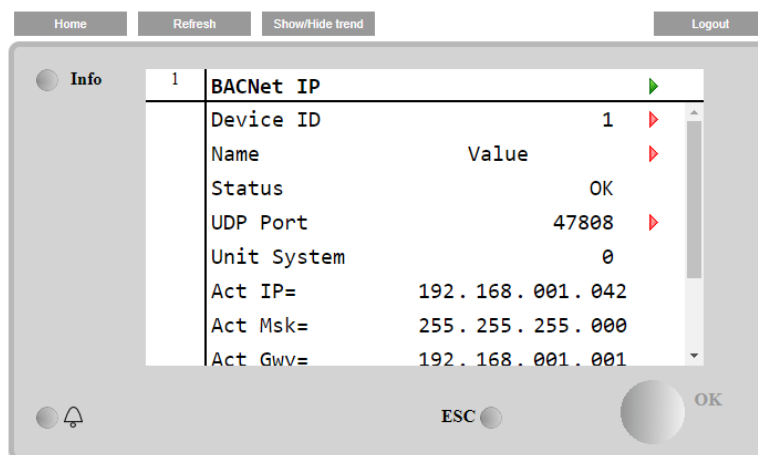 Home Refresh Show/Hide trend Logout
Info 1 BACNet IP
Device ID 1
Name Value
Status OK
UDP Port 47808
Unit System 0
Act IP= 192.168.001.042
Act Msk= 255.255.255.000
Act Gwy= 192.168.001.001
ESC OK